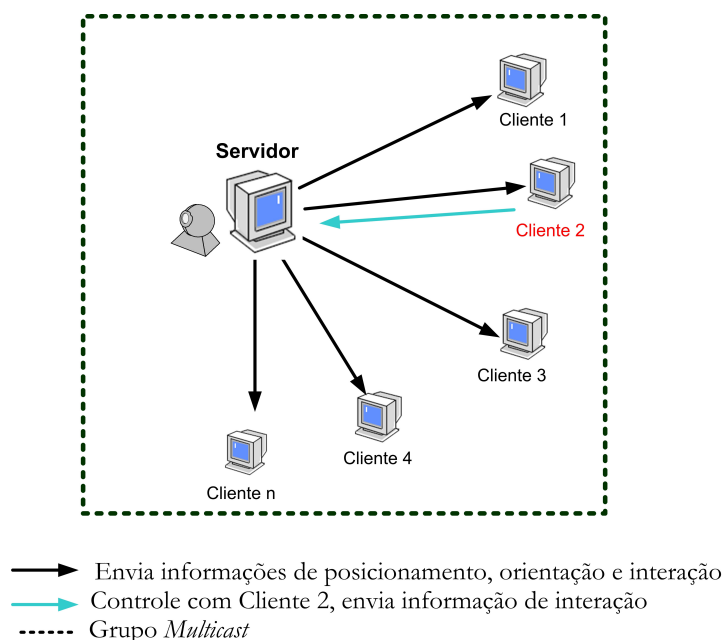 Cliente 1
Servidor
Cliente 2
Cliente 3
Cliente 4
Cliente n
Envia informações de posicionamento, orientação e interação
Controle com Cliente 2, envia informação de interação
Grupo Multicast